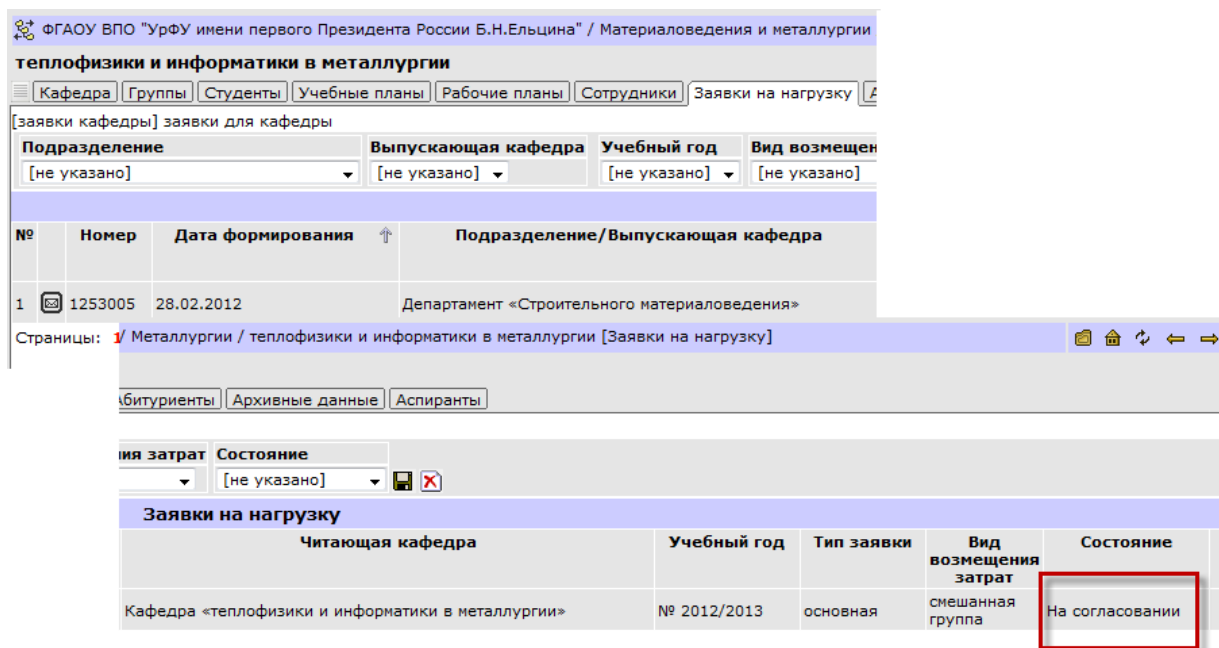 ФГАОУ ВПО "УрФУ имени первого Президента России Б.Н.Ельцина" / Материаловедения и металлургии
теплофизики и информатики в металлургии
Кафедра Группы Студенты Учебные планы Рабочие планы Сотрудники Заявки на нагрузку А
[заявки кафедры] заявки для кафедры
Подразделение Выпускающая кафедра Учебный год Вид возмещен
[не указано] [не указано] [не указано] [не указано]
№ Номер Дата формирования Подразделение/Выпускающая кафедра
1 1253005 28.02.2012 Департамент «Строительного материаловедения»
Страницы: 1
/ Металлургии / теплофизики и информатики в металлургии [Заявки на нагрузку]
Абитуриенты Архивные данные Аспиранты
ия затрат Состояние
[не указано]
Заявки на нагрузку
Читающая кафедра Учебный год Тип заявки Вид возмещения затрат Состояние
Кафедра «теплофизики и информатики в металлургии» № 2012/2013 основная смешанная группа На согласовании